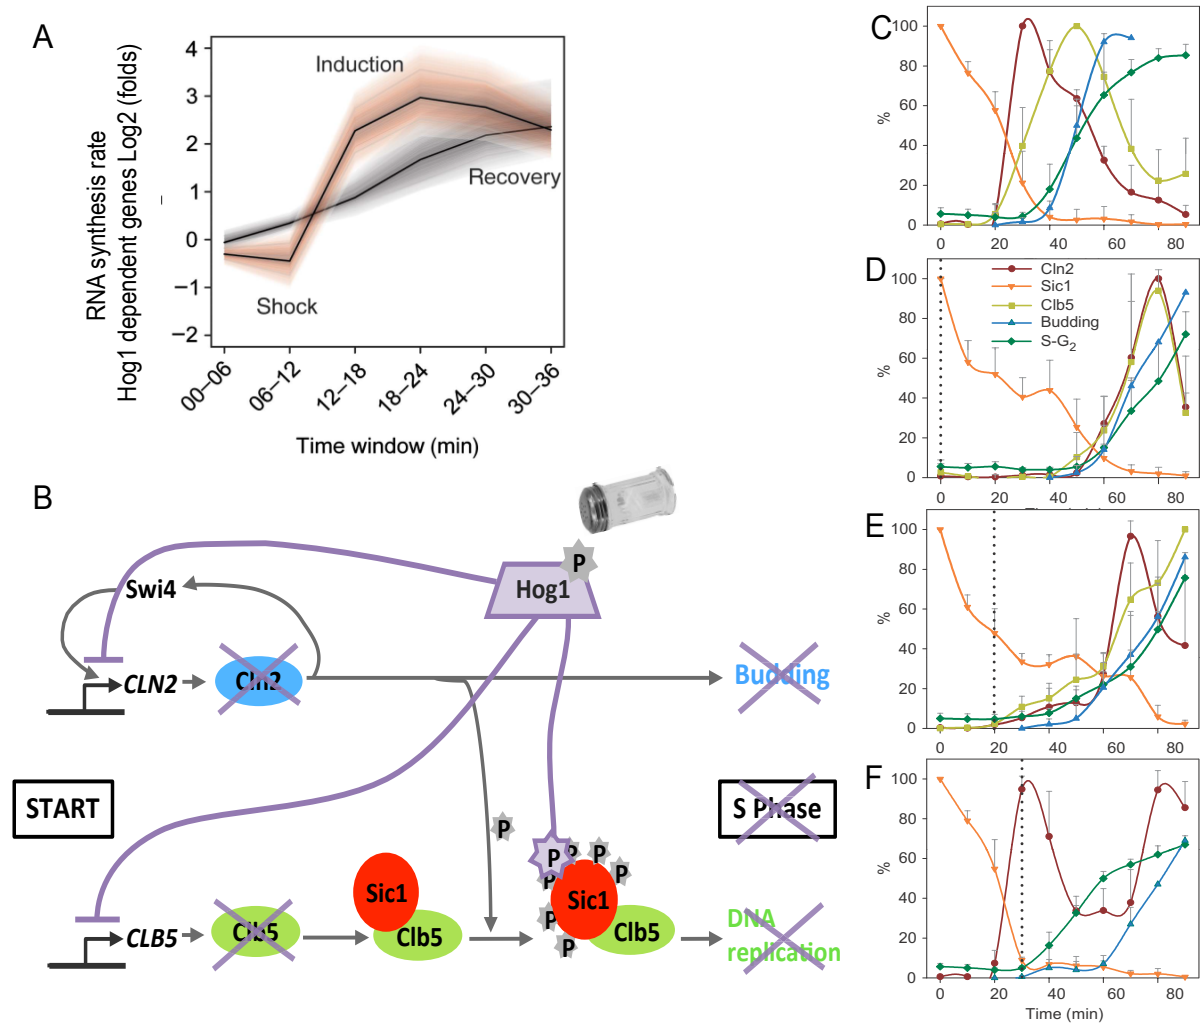 A
RNA synthesis rate
Hog1_dependent genes Log2 (folds)
4
3
2
1
0
−1
−2
Induction
Recovery
Shock
00–06
06–12
12–18
18–24
24–30
30–36
Time window (min)
B
P
Hog1
Swi4
CLN2
Cln2
Budding
START
S Phase
P
P
P
P
P
P
P
P
Sic1
Sic1
CLB5
Clb5
Clb5
Clb5
DNA
replication
C
100
80
60
40
20
0
%
0
20
40
60
80
D
100
80
60
40
20
0
%
Cln2
Sic1
Clb5
Budding
S-G2
0
20
40
60
80
E
100
80
60
40
20
0
%
0
20
40
60
80
F
100
80
60
40
20
0
%
0
20
40
60
80
Time (min)